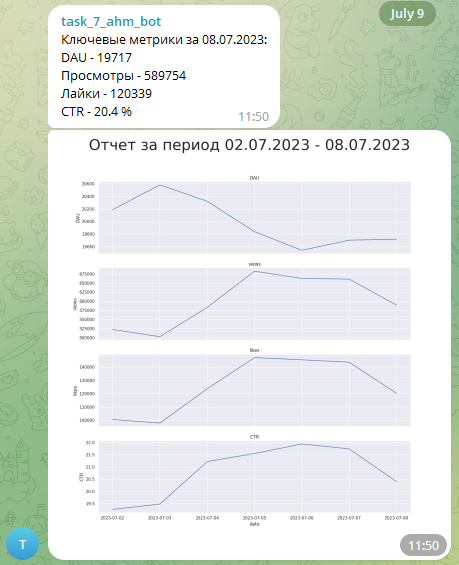 July 9
task_7_ahm_bot
Ключевые метрики за 08.07.2023:
DAU - 19717
Просмотры - 589754
Лайки - 120339
CTR - 20.4 %
11:50
Отчет за период 02.07.2023 - 08.07.2023
DAU
20600
20400
20200
20000
19800
19600
DAU
views
675000
650000
625000
600000
575000
550000
525000
500000
views
likes
140000
130000
120000
110000
100000
likes
CTR
22.0
21.5
21.0
20.5
20.0
19.5
CTR
2023-07-02 2023-07-03 2023-07-04 2023-07-05 2023-07-06 2023-07-07 2023-07-08
date
T
11:50